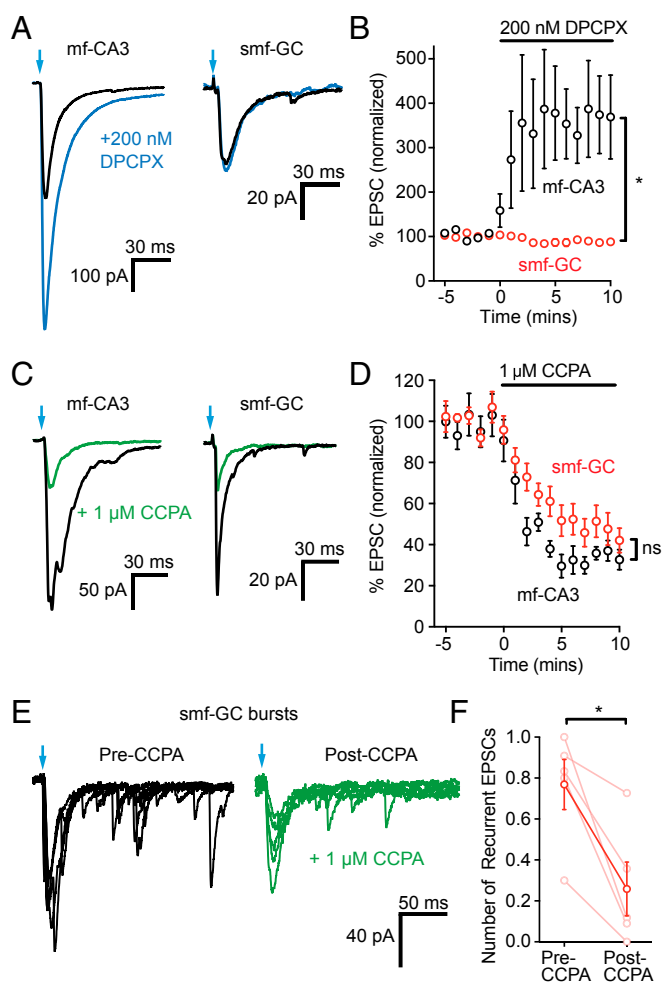 A
mf-CA3
smf-GC
+200 nM
DPCPX
30 ms
100 pA
30 ms
20 pA
B
200 nM DPCPX
% EPSC (normalized)
500
400
300
200
100
0
mf-CA3
smf-GC
*
-5
0
5
10
Time (mins)
C
mf-CA3
smf-GC
+ 1 µM CCPA
30 ms
50 pA
30 ms
20 pA
D
1 µM CCPA
% EPSC (normalized)
120
100
80
60
40
20
0
smf-GC
mf-CA3
ns
-5
0
5
10
Time (mins)
E
smf-GC bursts
Pre-CCPA
Post-CCPA
+ 1 µM CCPA
50 ms
40 pA
F
*
Number of Recurrent EPSCs
1.0
0.8
0.6
0.4
0.2
0.0
Pre-
CCPA
Post-
CCPA